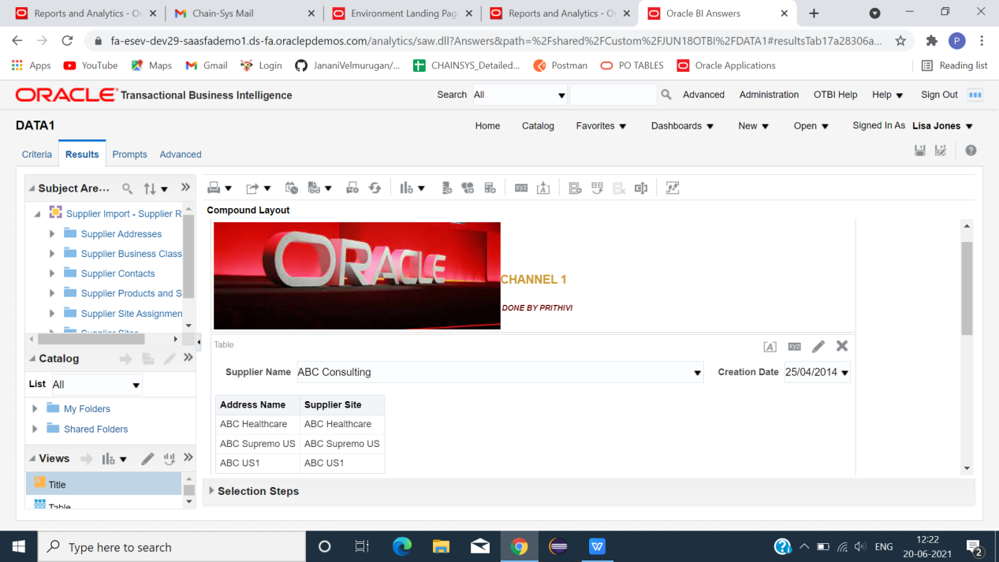 Reports and Analytics - O
Chain-Sys Mail
Environment Landing Pag
Reports and Analytics - O
Oracle BI Answers
fa-esev-dev29-saasfademo1.ds-fa.oraclepdemos.com/analytics/saw.dll?Answers&path=%2Fshared%2FCustom%2FJUN18OTBI%2FDATA1#resultsTab17a28306a...
P
Apps
YouTube
Maps
Gmail
Login
JananiVelmurugan/...
CHAINSYS_Detailed...
Postman
PO TABLES
Oracle Applications
Reading list
ORACLE Transactional Business Intelligence
Search All
Advanced
Administration
OTBI Help
Help
Sign Out
DATA1
Home
Catalog
Favorites
Dashboards
New
Open
Signed In As Lisa Jones
Criteria
Results
Prompts
Advanced
Subject Are...
Supplier Import - Supplier R
Supplier Addresses
Supplier Business Class
Supplier Contacts
Supplier Products and S
Supplier Site Assignmen
Supplier Sites
Catalog
List All
My Folders
Shared Folders
Views
Title
Table
Compound Layout
ORACLE
CHANNEL 1
DONE BY PRITHIVI
Table
Supplier Name ABC Consulting
Creation Date 25/04/2014
Address Name Supplier Site
ABC Healthcare ABC Healthcare
ABC Supremo US ABC Supremo US
ABC US1 ABC US1
Selection Steps
Type here to search
W
ENG
12:22
20-06-2021
2